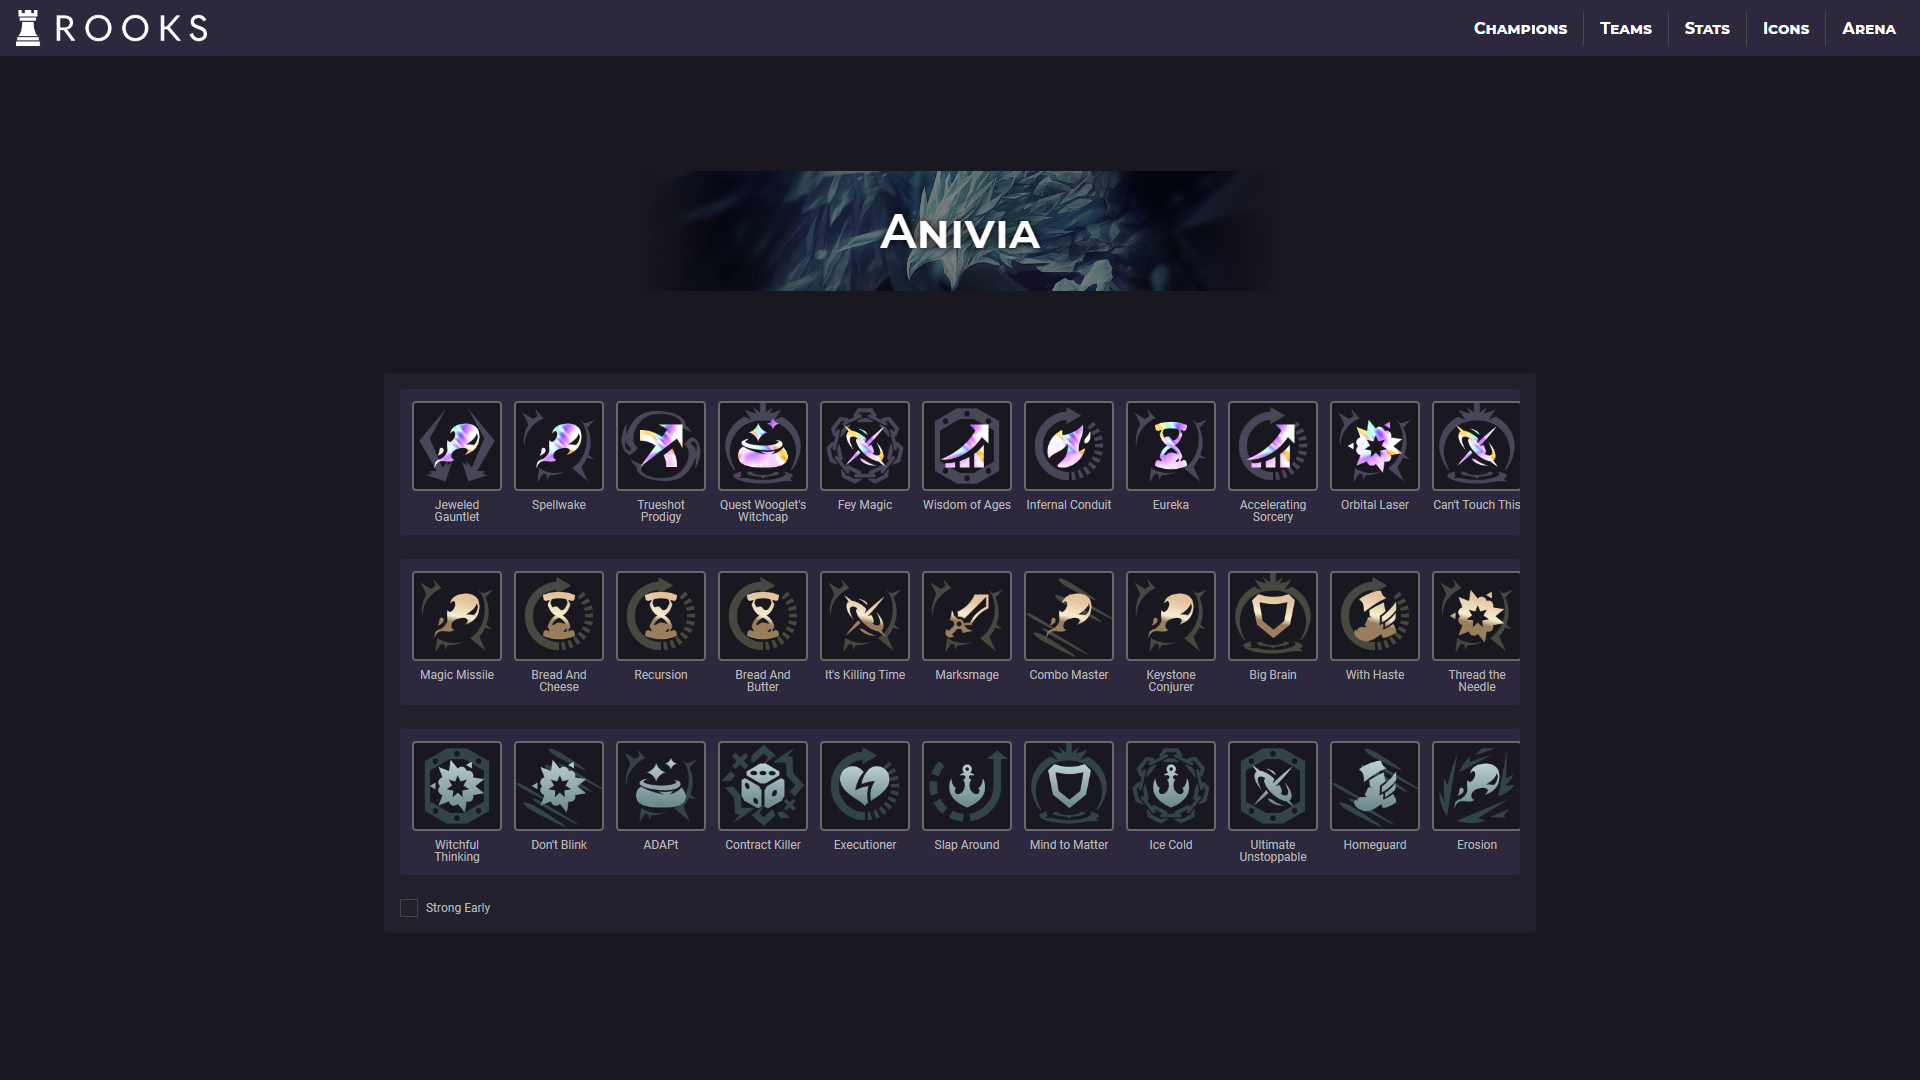 ROOKS
Champions
Teams
Stats
Icons
Arena
Anivia
Jeweled
Gauntlet
Spellwake
Trueshot
Prodigy
Quest Wooglet's
Witchcap
Fey Magic
Wisdom of Ages
Infernal Conduit
Eureka
Accelerating
Sorcery
Orbital Laser
Can't Touch This
Magic Missile
Bread And
Cheese
Recursion
Bread And
Butter
It's Killing Time
Marksmage
Combo Master
Keystone
Conjurer
Big Brain
With Haste
Thread the
Needle
Witchful
Thinking
Don't Blink
ADAPt
Contract Killer
Executioner
Slap Around
Mind to Matter
Ice Cold
Ultimate
Unstoppable
Homeguard
Erosion
Strong Early